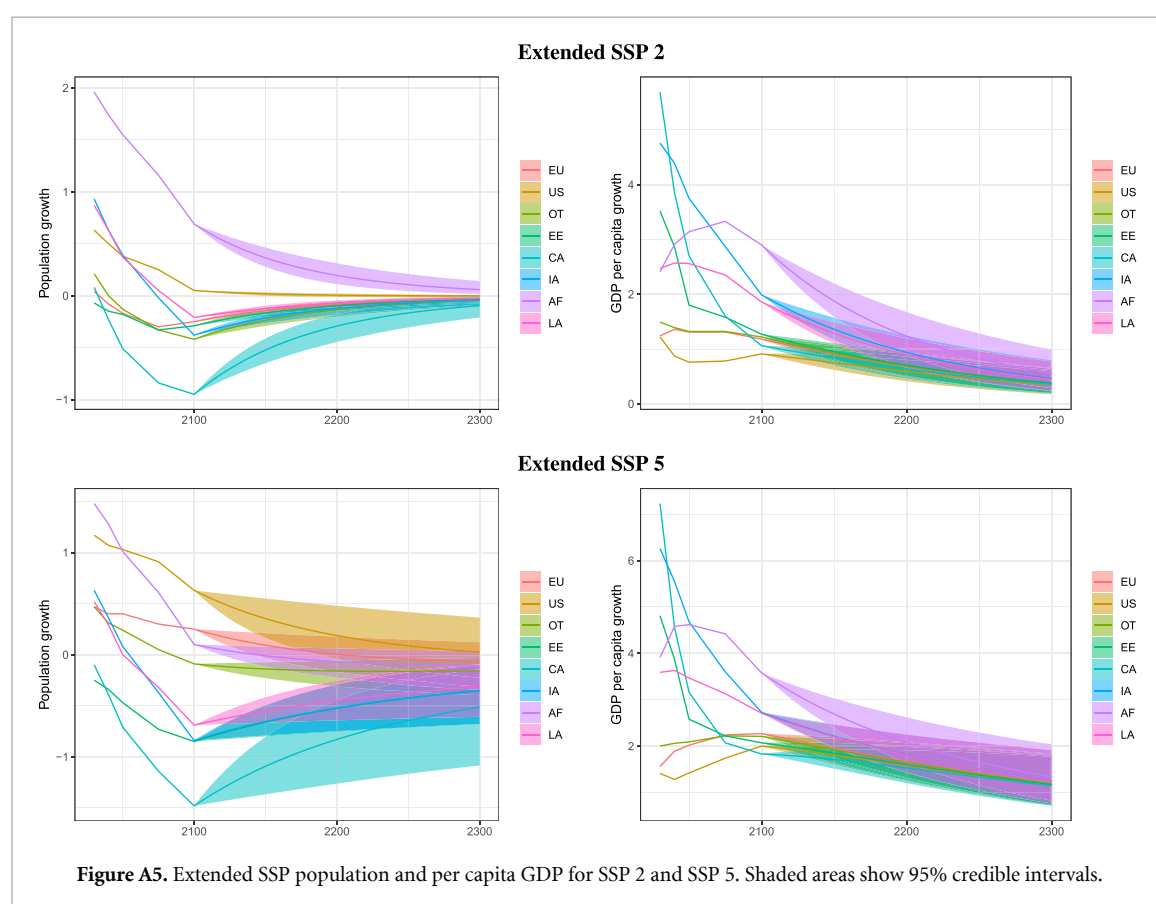 Extended SSP 2
Population growth
2
1
0
−1
2100
2200
2300
EU
US
OT
EE
CA
IA
AF
LA
GDP per capita growth
4
2
0
2100
2200
2300
EU
US
OT
EE
CA
IA
AF
LA
Extended SSP 5
Population growth
1
0
−1
2100
2200
2300
EU
US
OT
EE
CA
IA
AF
LA
GDP per capita growth
6
4
2
2100
2200
2300
EU
US
OT
EE
CA
IA
AF
LA
Figure A5. Extended SSP population and per capita GDP for SSP 2 and SSP 5. Shaded areas show 95% credible intervals.